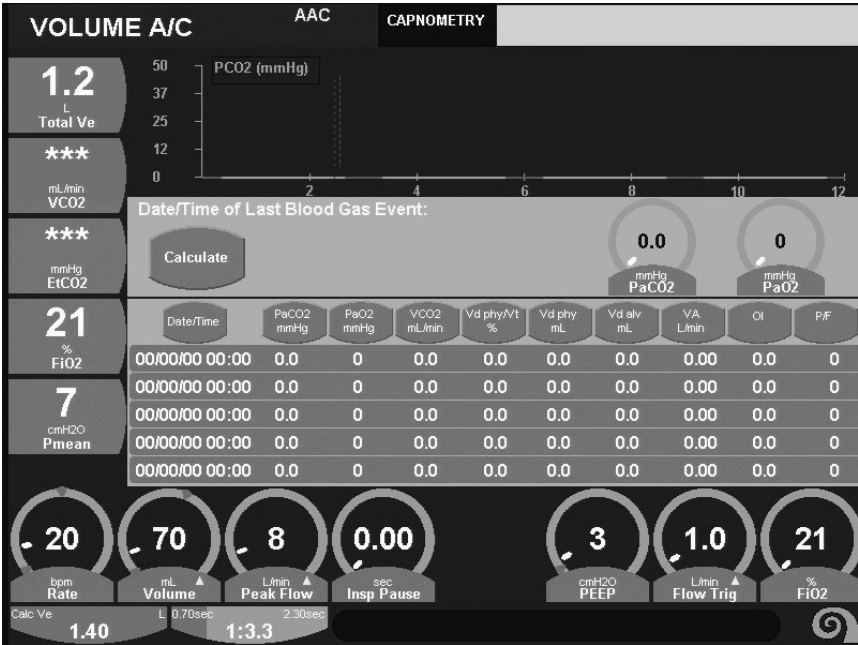 VOLUME A/C
AAC
CAPNOMETRY
1.2
L
Total Ve
***
mL/min
VCO2
***
mmHg
EtCO2
21
%
FiO2
7
cmH2O
Pmean
PCO2 (mmHg)
50
37
25
12
0
2 4 6 8 10 12
Date/Time of Last Blood Gas Event:
Calculate
0.0
mmHg
PaCO2
0
mmHg
PaO2
Date/Time PaCO2 mmHg PaO2 mmHg VCO2 mL/min Vd phy/Vt % Vd phy mL Vd alv mL VA L/min OI P/F
00/00/00 00:00 0.0 0 0.0 0.0 0.0 0.0 0.00 0.0 0
00/00/00 00:00 0.0 0 0.0 0.0 0.0 0.0 0.00 0.0 0
00/00/00 00:00 0.0 0 0.0 0.0 0.0 0.0 0.00 0.0 0
00/00/00 00:00 0.0 0 0.0 0.0 0.0 0.0 0.00 0.0 0
00/00/00 00:00 0.0 0 0.0 0.0 0.0 0.0 0.00 0.0 0
20
bpm
Rate
70
mL
Volume
8
L/min
Peak Flow
0.00
sec
Insp Pause
3
cmH2O
PEEP
1.0
L/min
Flow Trig
21
%
FiO2
Calc Ve L
1.40
0.70sec 2.30sec
1:3.3